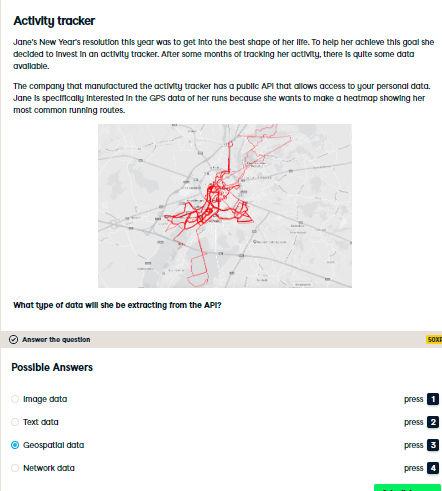 Activity tracker
Jane's New Year's resolution this year was to get into the best shape of her life. To help her achieve this goal she
decided to invest in an activity tracker. After some months of tracking her activity, there is quite some data
available.
The company that manufactured the activity tracker has a public API that allows access to your personal data.
Jane is specifically interested in the GPS data of her runs because she wants to make a heatmap showing her
most common running routes.
What type of data will she be extracting from the API?
Answer the question
50XP
Possible Answers
Image data
press 1
Text data
press 2
Geospatial data
press 3
Network data
press 4